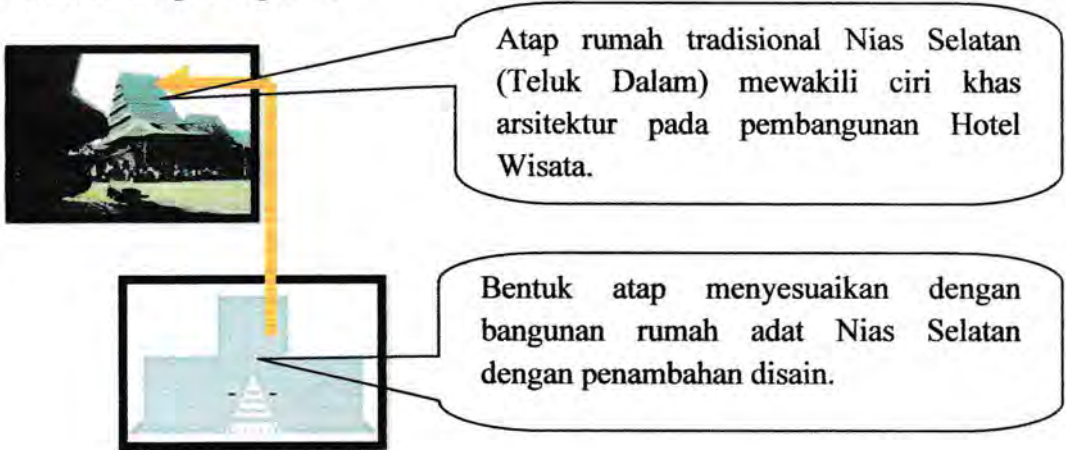 Atap rumah tradisional Nias Selatan
(Teluk Dalam) mewakili ciri khas
arsitektur pada pembangunan Hotel
Wisata.
Bentuk atap menyesuaikan dengan
bangunan rumah adat Nias Selatan
dengan penambahan disain.